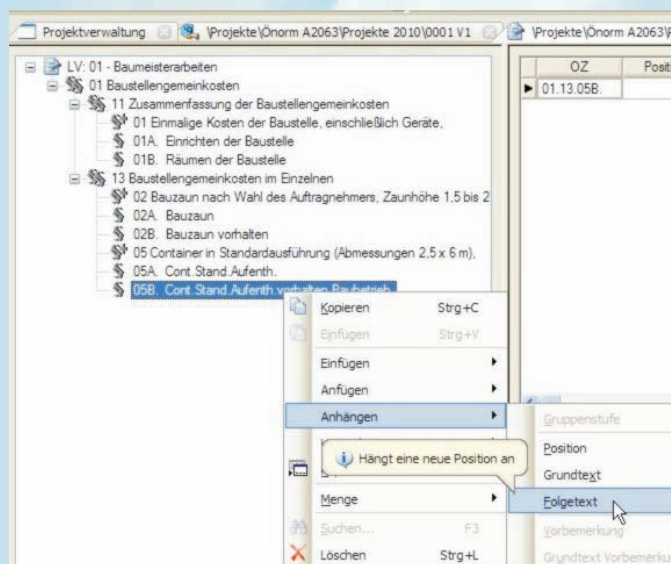 Projektverwaltung \Projekte\Önorm A2063\Projekte 2010\0001 V1 \Projekte\Önorm A2063\
LV: 01 - Baumeisterarbeiten
01 Baustellengemeinkosten
11 Zusammenfassung der Baustellengemeinkosten
01 Einmalige Kosten der Baustelle, einschließlich Geräte,
01A. Einrichten der Baustelle
01B. Räumen der Baustelle
13 Baustellengemeinkosten im Einzelnen
02 Bauzaun nach Wahl des Auftragnehmers, Zaunhöhe 1,5 bis 2
02A. Bauzaun
02B. Bauzaun vorhalten
05 Container in Standardausführung (Abmessungen 2,5 x 6 m),
05A. Cont.Stand.Aufenth.
05B. Cont.Stand.Aufenth.vorhalten Baubetrieb
OZ Positi
01.13.05B.
Kopieren Strg+C
Einfügen Strg+V
Einfügen
Anfügen
Anhängen
Hängt eine neue Position an
Menge
Suchen... F3
Löschen Strg+L
Gruppenstufe
Position
Grundtext
Folgetext
Vorbemerkung
Grundtext Vorbemerku